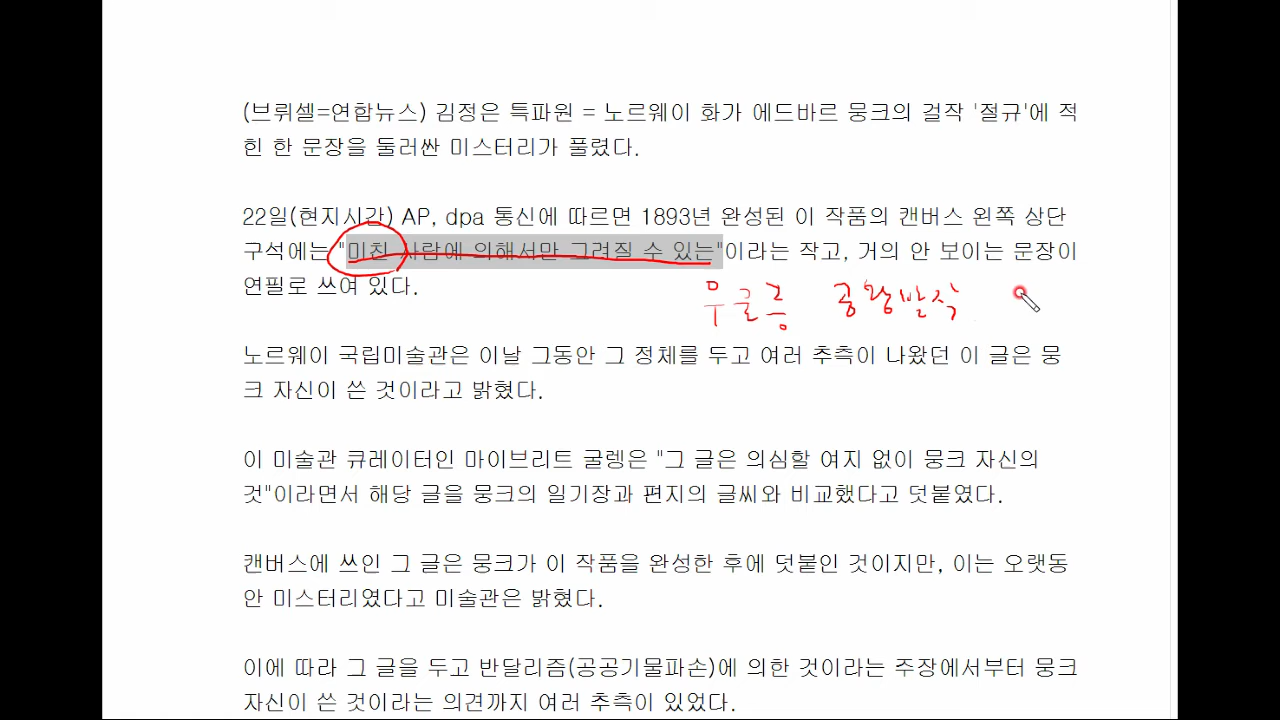 (브뤼셀=연합뉴스) 김정은 특파원 = 노르웨이 화가 에드바르 뭉크의 걸작 '절규'에 적
힌 한 문장을 둘러싼 미스터리가 풀렸다.
22일(현지시간) AP, dpa 통신에 따르면 1893년 완성된 이 작품의 캔버스 왼쪽 상단
구석에는 "미친 사람에 의해서만 그려질 수 있는"이라는 작고, 거의 안 보이는 문장이
연필로 쓰여 있다.
우울증 공황발작
노르웨이 국립미술관은 이날 그동안 그 정체를 두고 여러 추측이 나왔던 이 글은 뭉
크 자신이 쓴 것이라고 밝혔다.
이 미술관 큐레이터인 마이브리트 굴렝은 "그 글은 의심할 여지 없이 뭉크 자신의
것"이라면서 해당 글을 뭉크의 일기장과 편지의 글씨와 비교했다고 덧붙였다.
캔버스에 쓰인 그 글은 뭉크가 이 작품을 완성한 후에 덧붙인 것이지만, 이는 오랫동
안 미스터리였다고 미술관은 밝혔다.
이에 따라 그 글을 두고 반달리즘(공공기물파손)에 의한 것이라는 주장에서부터 뭉크
자신이 쓴 것이라는 의견까지 여러 추측이 있었다.